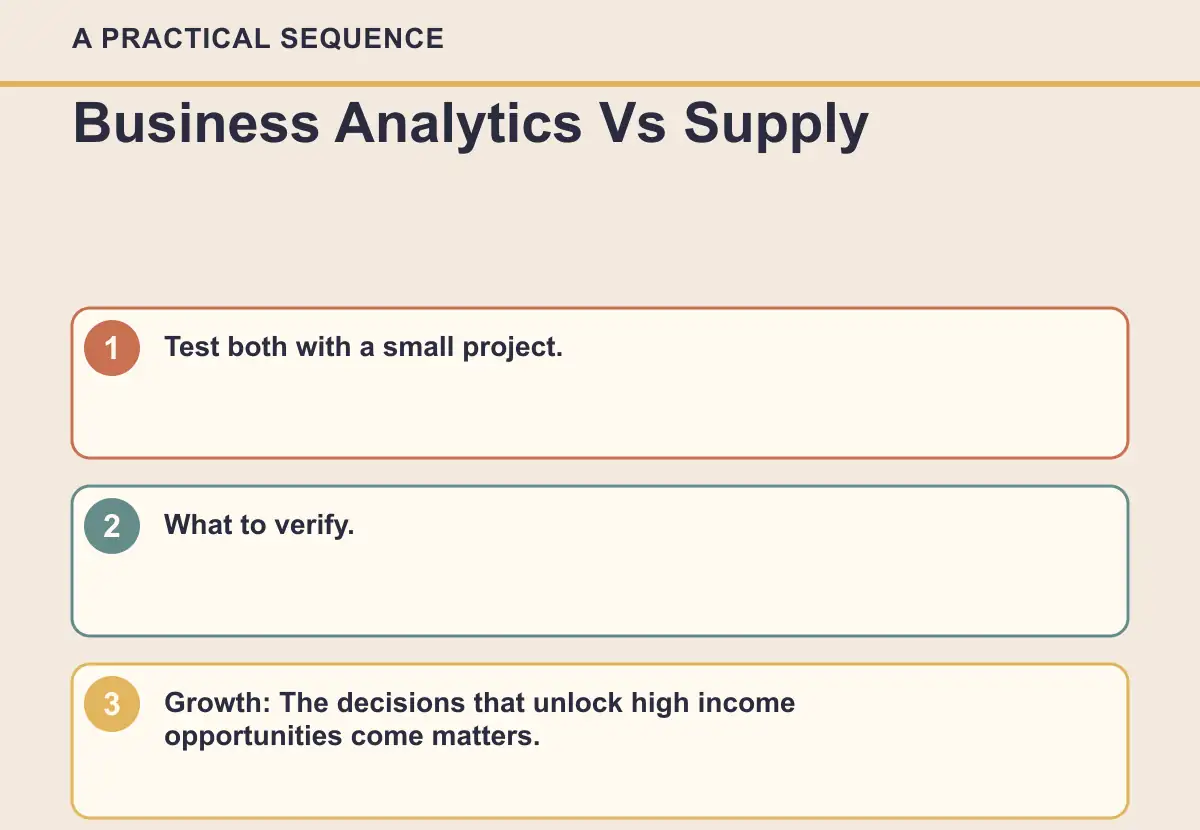 A PRACTICAL SEQUENCE
Business Analytics Vs Supply
1
Test both with a small project.
2
What to verify.
3
Growth: The decisions that unlock high income
opportunities come matters.